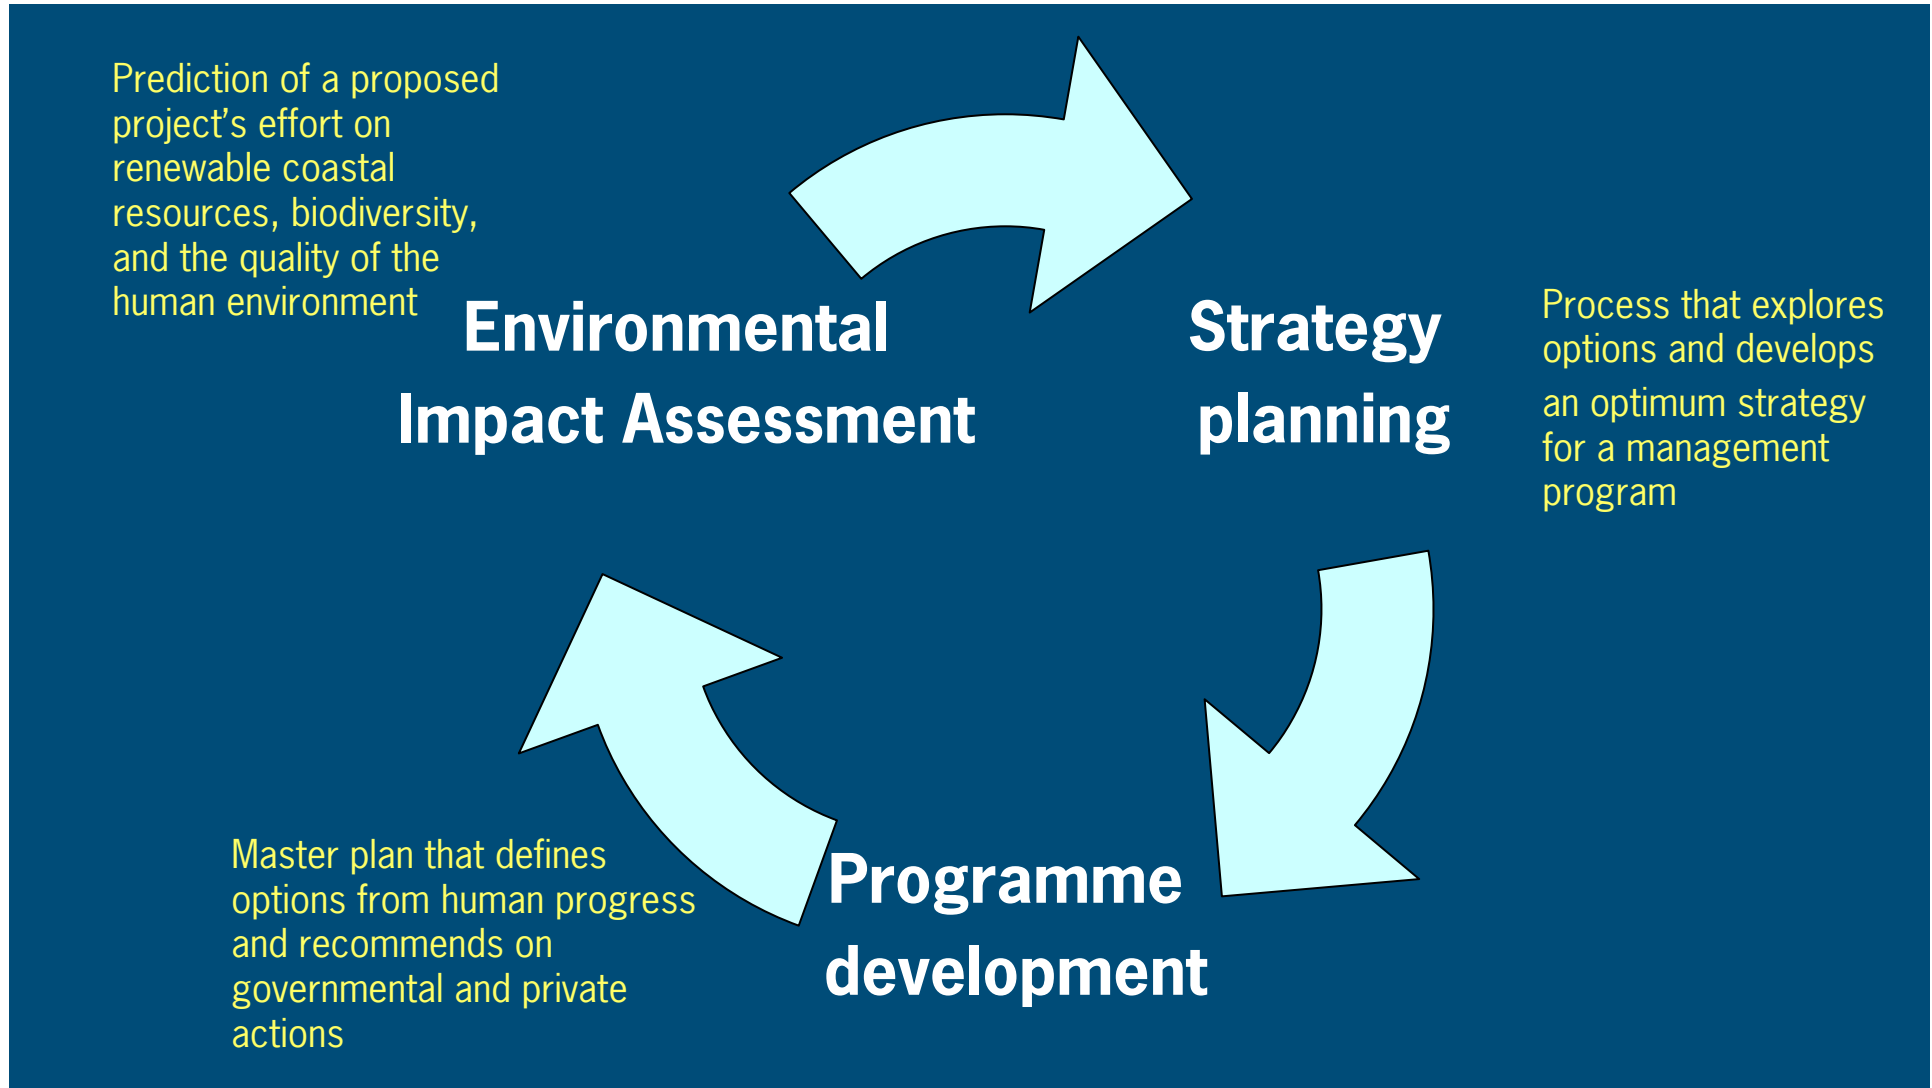 Prediction of a proposed
project's effort on
renewable coastal
resources, biodiversity,
and the quality of the
human environment
Environmental
Impact Assessment
Strategy
planning
Process that explores
options and develops
an optimum strategy
for a management
program
Master plan that defines
options from human progress
and recommends on
governmental and private
actions
Programme
development